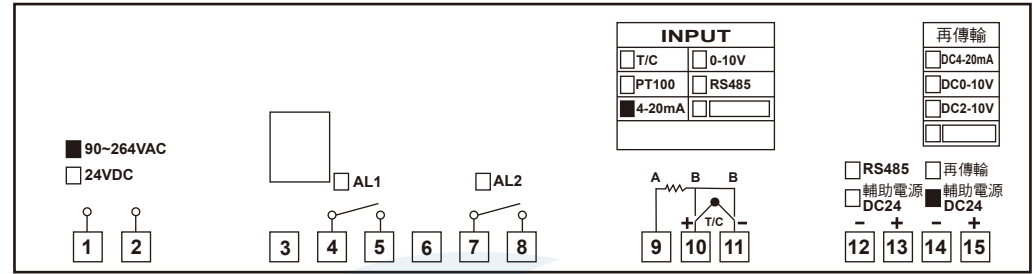 INPUT
T/C 0-10V
PT100 RS485
4-20mA
再傳輸
DC4-20mA
DC0-10V
DC2-10V
90~264VAC
24VDC
AL1 AL2
A B B
+ T/C −
RS485 再傳輸
輔助電源 DC24 輔助電源 DC24
− + − +
1 2 3 4 5 6 7 8 9 10 11 12 13 14 15